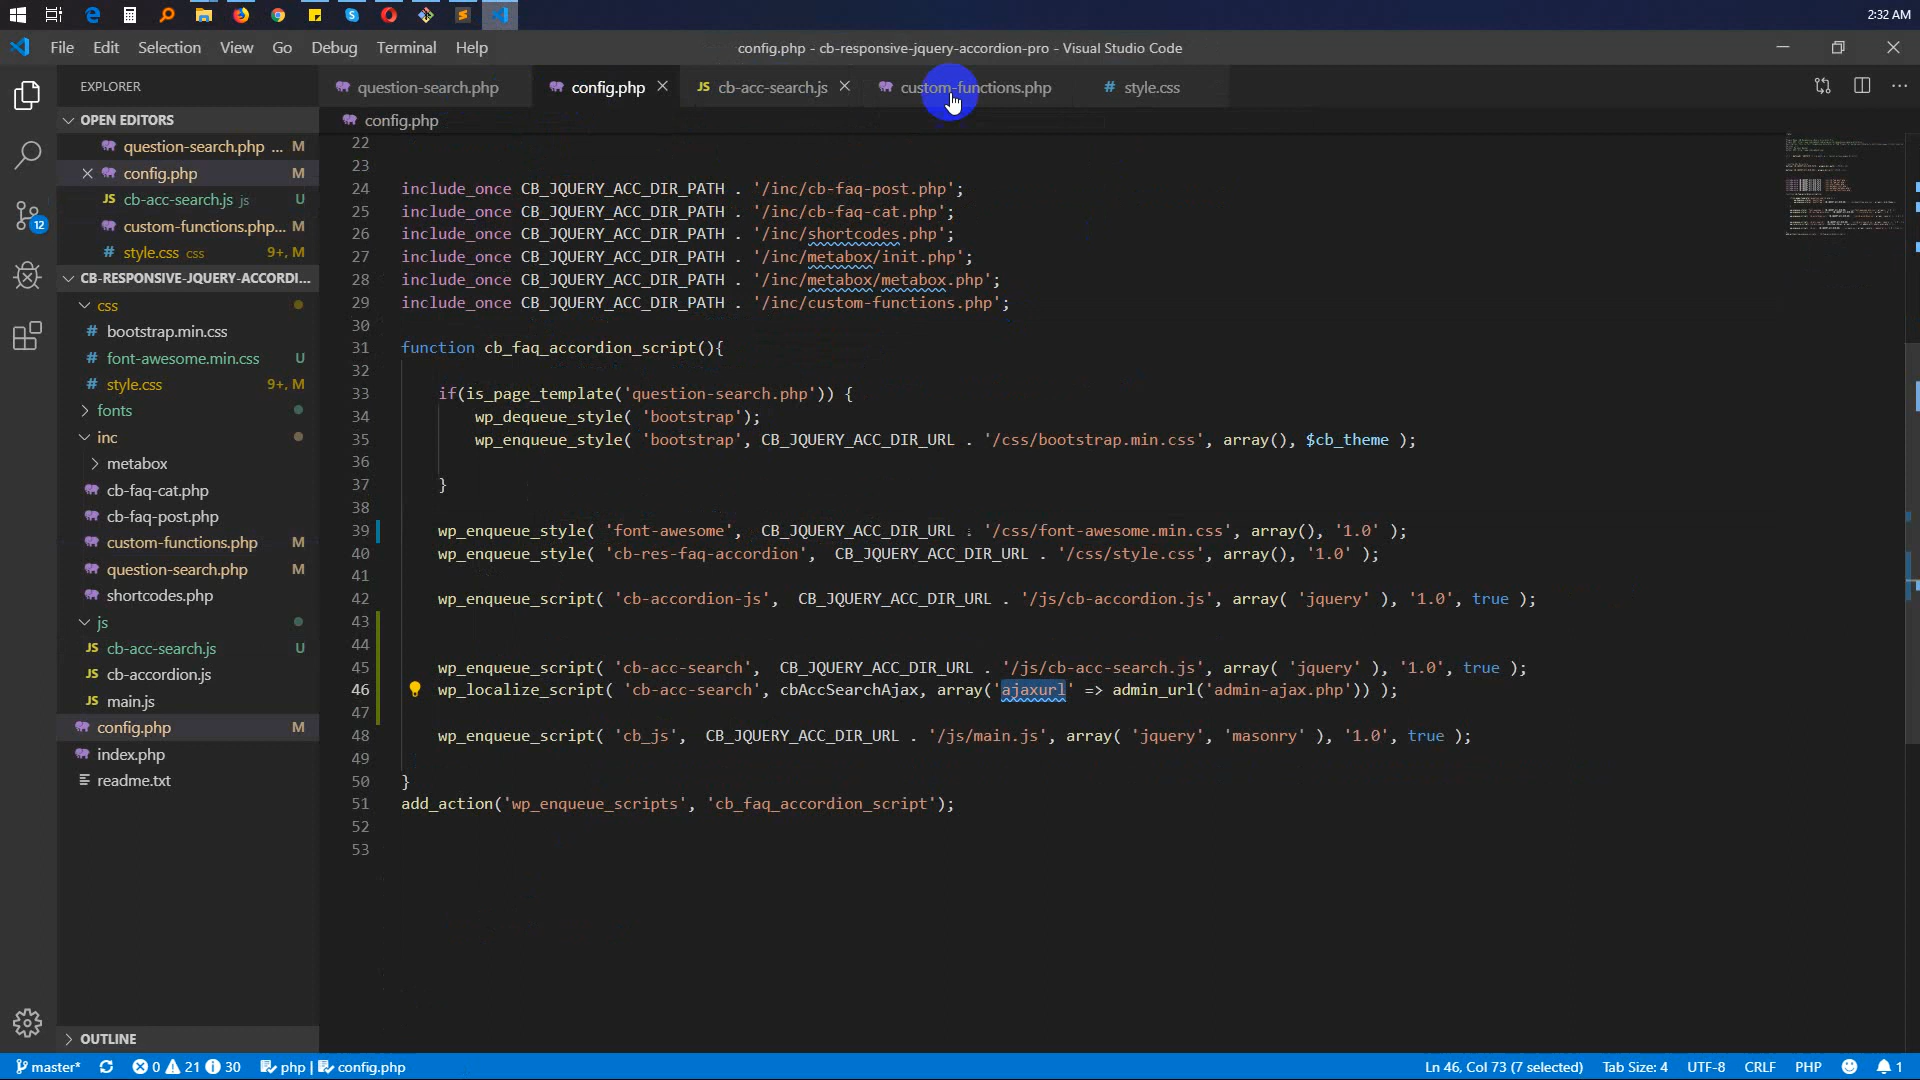 2:32 AM
File Edit Selection View Go Debug Terminal Help
config.php - cb-responsive-jquery-accordion-pro - Visual Studio Code
EXPLORER
question-search.php
config.php
JS cb-acc-search.js
custom-functions.php
# style.css
OPEN EDITORS
question-search.php ... M
config.php M
JS cb-acc-search.js js U
custom-functions.php... M
# style.css css 9+, M
CB-RESPONSIVE-JQUERY-ACCORDI...
css
# bootstrap.min.css
# font-awesome.min.css U
# style.css 9+, M
fonts
inc
metabox
cb-faq-cat.php
cb-faq-post.php
custom-functions.php M
question-search.php M
shortcodes.php
js
JS cb-acc-search.js U
JS cb-accordion.js
JS main.js
config.php M
index.php
readme.txt
OUTLINE
12
config.php
22
23
24 include_once CB_JQUERY_ACC_DIR_PATH . '/inc/cb-faq-post.php';
25 include_once CB_JQUERY_ACC_DIR_PATH . '/inc/cb-faq-cat.php';
26 include_once CB_JQUERY_ACC_DIR_PATH . '/inc/shortcodes.php';
27 include_once CB_JQUERY_ACC_DIR_PATH . '/inc/metabox/init.php';
28 include_once CB_JQUERY_ACC_DIR_PATH . '/inc/metabox/metabox.php';
29 include_once CB_JQUERY_ACC_DIR_PATH . '/inc/custom-functions.php';
30
31 function cb_faq_accordion_script(){
32
33 if(is_page_template('question-search.php')) {
34 wp_dequeue_style( 'bootstrap');
35 wp_enqueue_style( 'bootstrap', CB_JQUERY_ACC_DIR_URL . '/css/bootstrap.min.css', array(), $cb_theme );
36
37 }
38
39 wp_enqueue_style( 'font-awesome', CB_JQUERY_ACC_DIR_URL . '/css/font-awesome.min.css', array(), '1.0' );
40 wp_enqueue_style( 'cb-res-faq-accordion', CB_JQUERY_ACC_DIR_URL . '/css/style.css', array(), '1.0' );
41
42 wp_enqueue_script( 'cb-accordion-js', CB_JQUERY_ACC_DIR_URL . '/js/cb-accordion.js', array( 'jquery' ), '1.0', true );
43
44
45 wp_enqueue_script( 'cb-acc-search', CB_JQUERY_ACC_DIR_URL . '/js/cb-acc-search.js', array( 'jquery' ), '1.0', true );
46 wp_localize_script( 'cb-acc-search', cbAccSearchAjax, array('ajaxurl' => admin_url('admin-ajax.php')) );
47
48 wp_enqueue_script( 'cb_js', CB_JQUERY_ACC_DIR_URL . '/js/main.js', array( 'jquery', 'masonry' ), '1.0', true );
49
50 }
51 add_action('wp_enqueue_scripts', 'cb_faq_accordion_script');
52
53
master* 0 21 30 php | config.php Ln 46, Col 73 (7 selected) Tab Size: 4 UTF-8 CRLF PHP 1